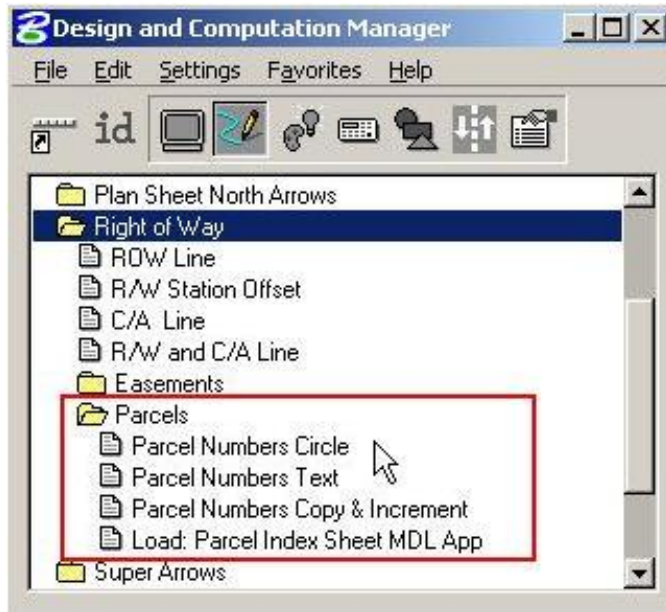 Design and Computation Manager
File Edit Settings Favorites Help
id
Plan Sheet North Arrows
Right of Way
ROW Line
R/W Station Offset
C/A Line
R/W and C/A Line
Easements
Parcels
Parcel Numbers Circle
Parcel Numbers Text
Parcel Numbers Copy & Increment
Load: Parcel Index Sheet MDL App
Super Arrows